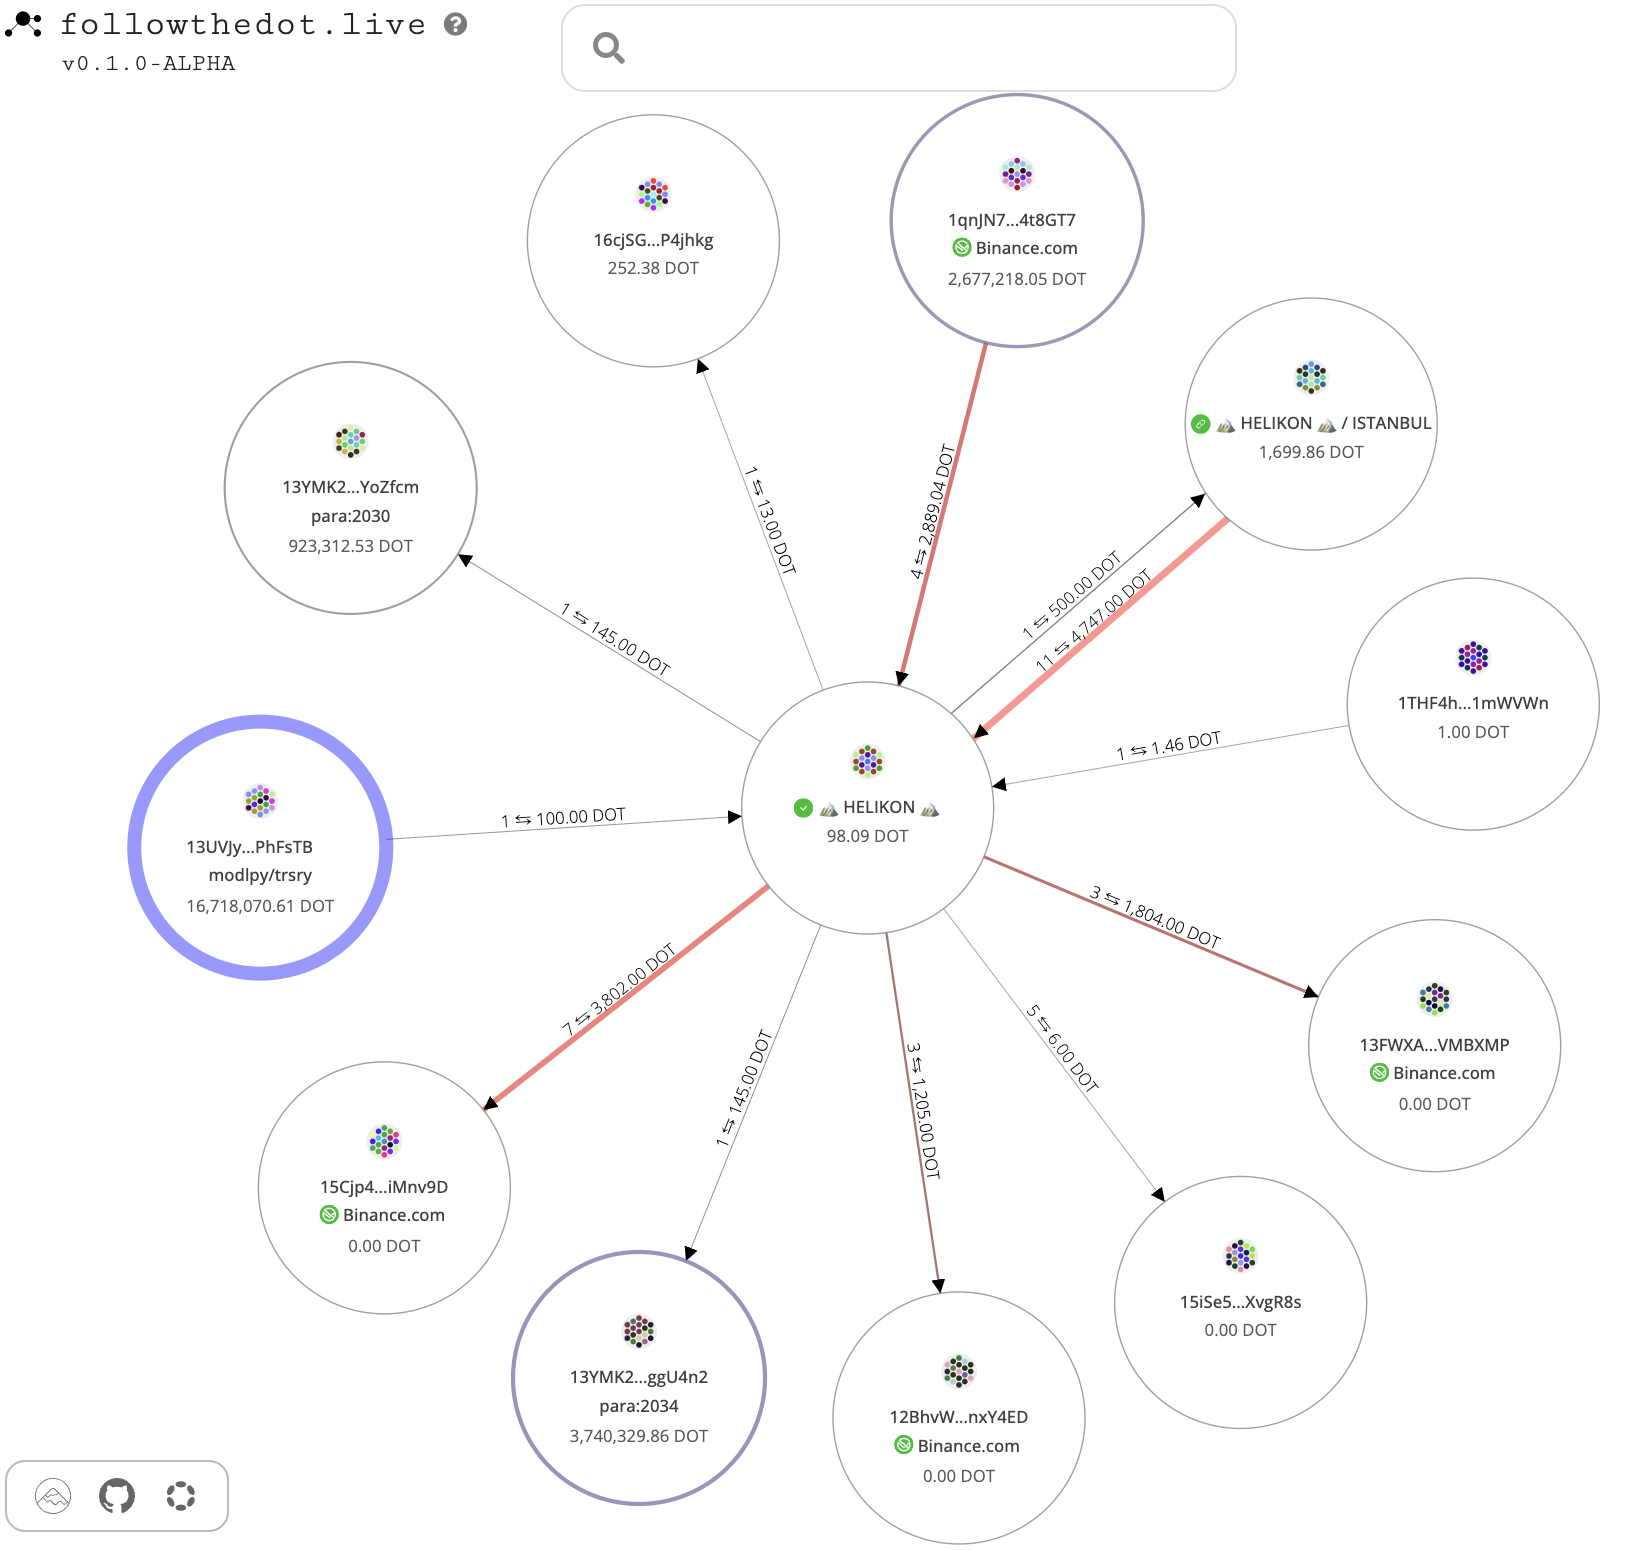 followthedot.live
v0.1.0-ALPHA
16cjSG...P4jhkg
252.38 DOT
1qnJN7...4t8GT7
Binance.com
2,677,218.05 DOT
HELIKON / ISTANBUL
1,699.86 DOT
13YMK2...YoZfcm
para:2030
923,312.53 DOT
1 ⇆ 13.00 DOT
4 ⇆ 2,889.04 DOT
1 ⇆ 500.00 DOT
11 ⇆ 4,747.00 DOT
1 ⇆ 145.00 DOT
1THF4h...1mWVWn
1.00 DOT
1 ⇆ 1.46 DOT
HELIKON
98.09 DOT
13UVJy...PhFsTB
modlpy/trsry
16,718,070.61 DOT
1 ⇆ 100.00 DOT
3 ⇆ 1,804.00 DOT
7 ⇆ 3,802.00 DOT
1 ⇆ 145.00 DOT
3 ⇆ 1,205.00 DOT
5 ⇆ 6.00 DOT
13FWXA...VMBXMP
Binance.com
0.00 DOT
15Cjp4...iMnv9D
Binance.com
0.00 DOT
15iSe5...XvgR8s
0.00 DOT
13YMK2...ggU4n2
para:2034
3,740,329.86 DOT
12BhvW...nxY4ED
Binance.com
0.00 DOT